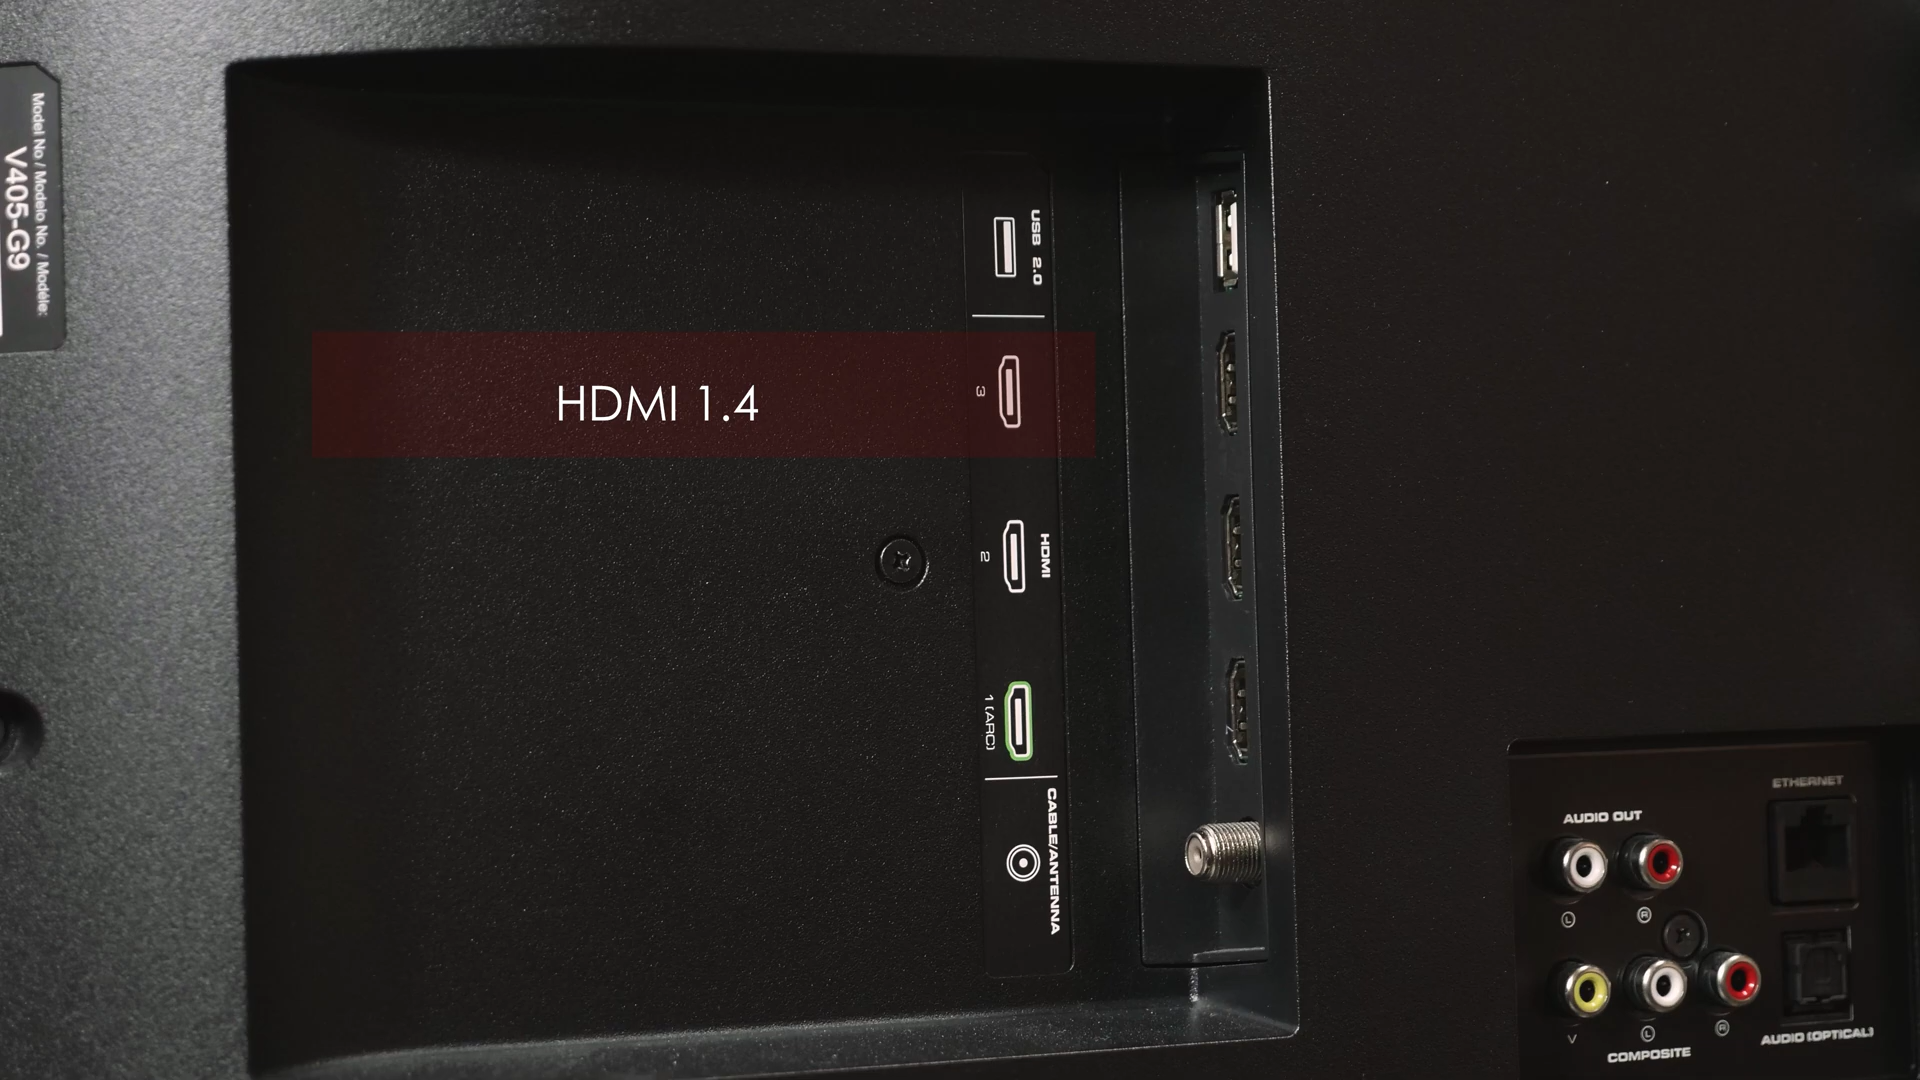 Model No / Modelo No. / Modèle:
V405-G9
USB 2.0
HDMI 1.4
3
HDMI
2
1 (ARC)
CABLE/ANTENNA
ETHERNET
AUDIO OUT
L
R
V
L
R
COMPOSITE
AUDIO (OPTICAL)